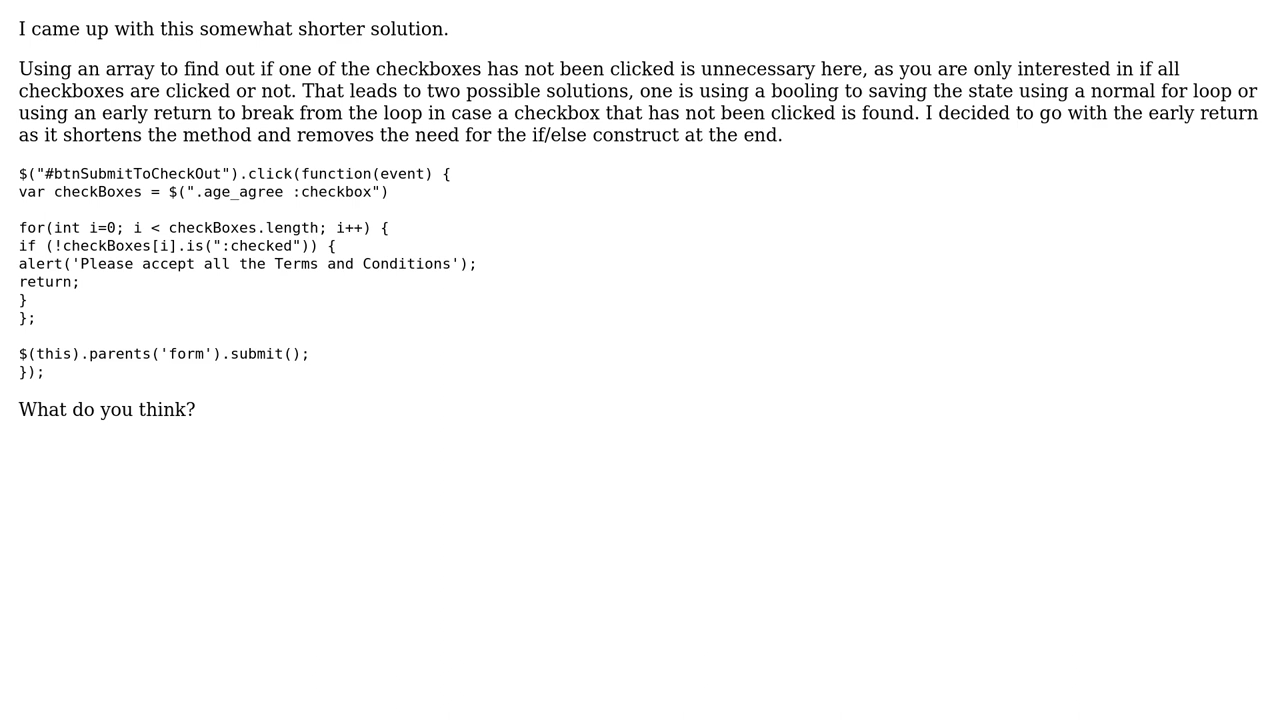 I came up with this somewhat shorter solution.
Using an array to find out if one of the checkboxes has not been clicked is unnecessary here, as you are only interested in if all
checkboxes are clicked or not. That leads to two possible solutions, one is using a booling to saving the state using a normal for loop or
using an early return to break from the loop in case a checkbox that has not been clicked is found. I decided to go with the early return
as it shortens the method and removes the need for the if/else construct at the end.
$("#btnSubmitToCheckOut").click(function(event) {
var checkBoxes = $(".age_agree :checkbox")
for(int i=0; i < checkBoxes.length; i++) {
if (!checkBoxes[i].is(":checked")) {
alert('Please accept all the Terms and Conditions');
return;
}
};
$(this).parents('form').submit();
});
What do you think?